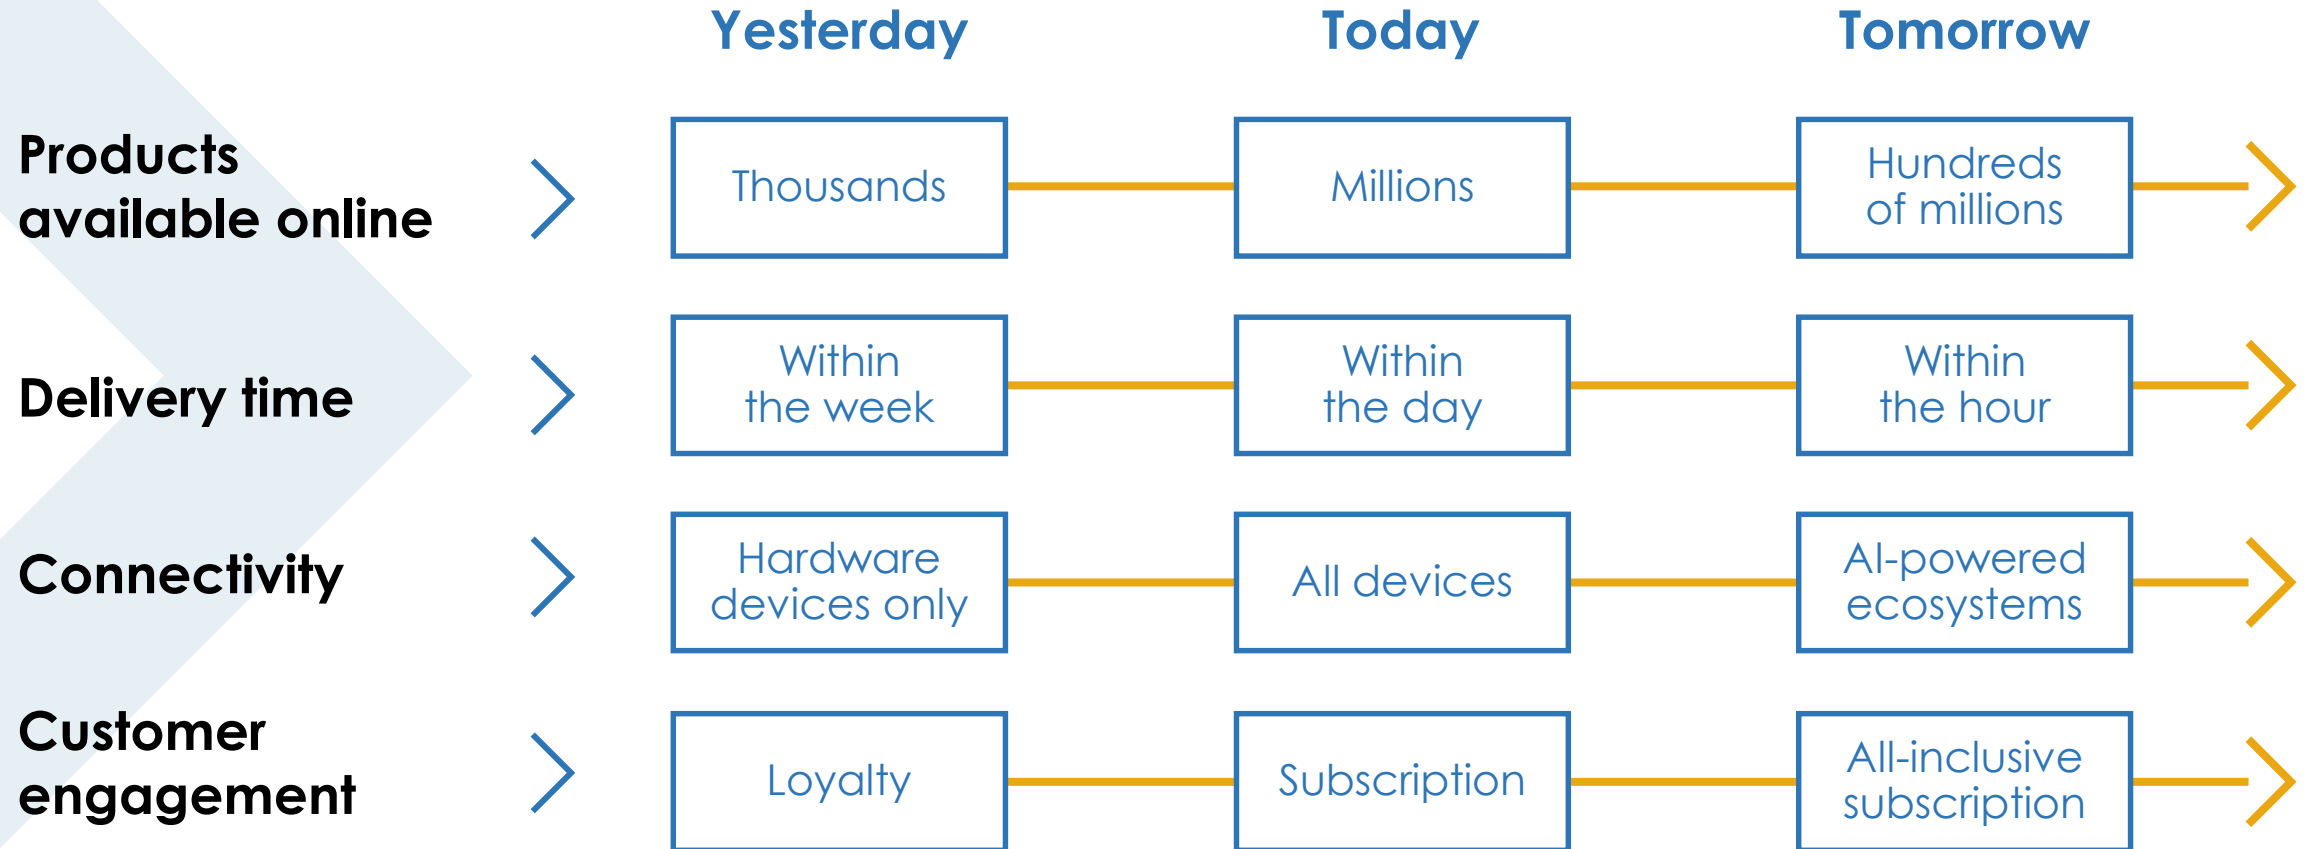 Yesterday
Today
Tomorrow
Products
available online
Thousands
Millions
Hundreds
of millions
Delivery time
Within
the week
Within
the day
Within
the hour
Connectivity
Hardware
devices only
All devices
AI-powered
ecosystems
Customer
engagement
Loyalty
Subscription
All-inclusive
subscription